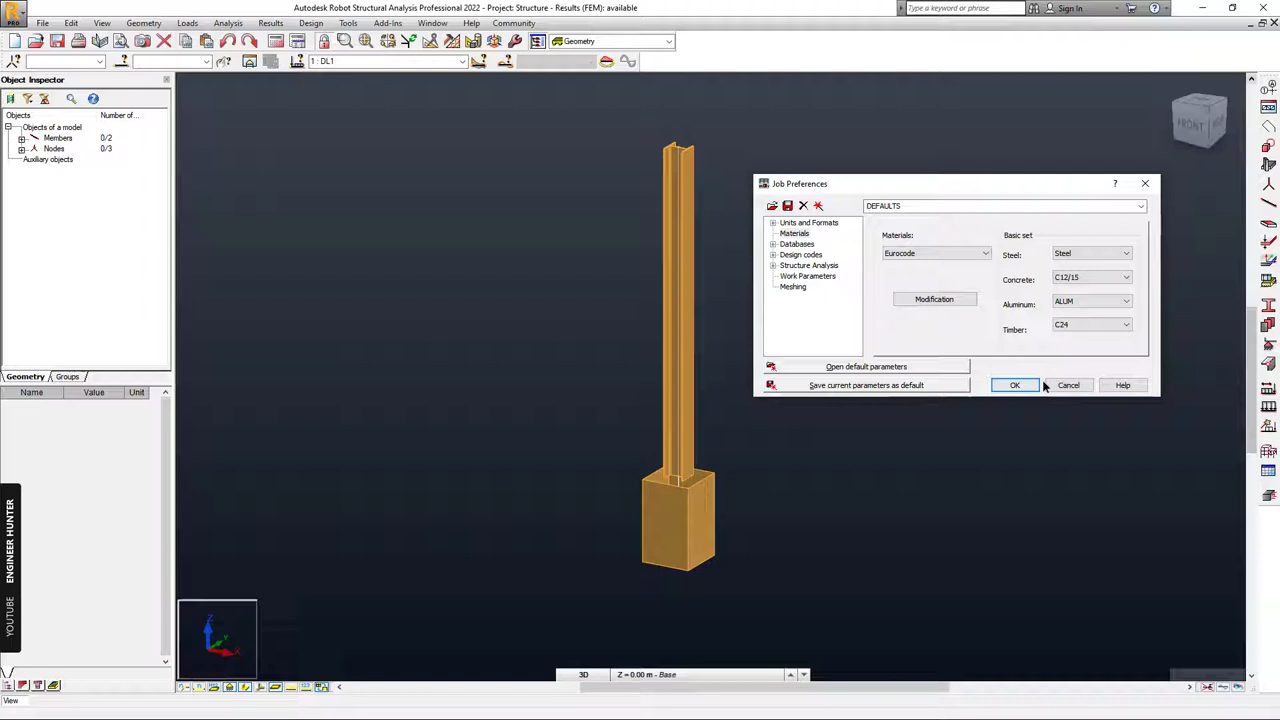 Autodesk Robot Structural Analysis Professional 2022 - Project: Structure - Results (FEM): available
Type a keyword or phrase
Sign In
PRO
File Edit View Geometry Loads Analysis Results Design Tools Add-Ins Window Help Community
Geometry
1 : DL1
Object Inspector
Objects Number of...
Objects of a model
Members 0/2
Nodes 0/3
Auxiliary objects
Geometry Groups
Name Value Unit
YOUTUBE ENGINEER HUNTER
FRONT
Job Preferences
DEFAULTS
Units and Formats
Materials
Databases
Design codes
Structure Analysis
Work Parameters
Meshing
Materials:
Eurocode
Modification
Basic set
Steel: Steel
Concrete: C12/15
Aluminum: ALUM
Timber: C24
Open default parameters
Save current parameters as default
OK Cancel Help
Z
Y
X
3D Z = 0.00 m - Base
View